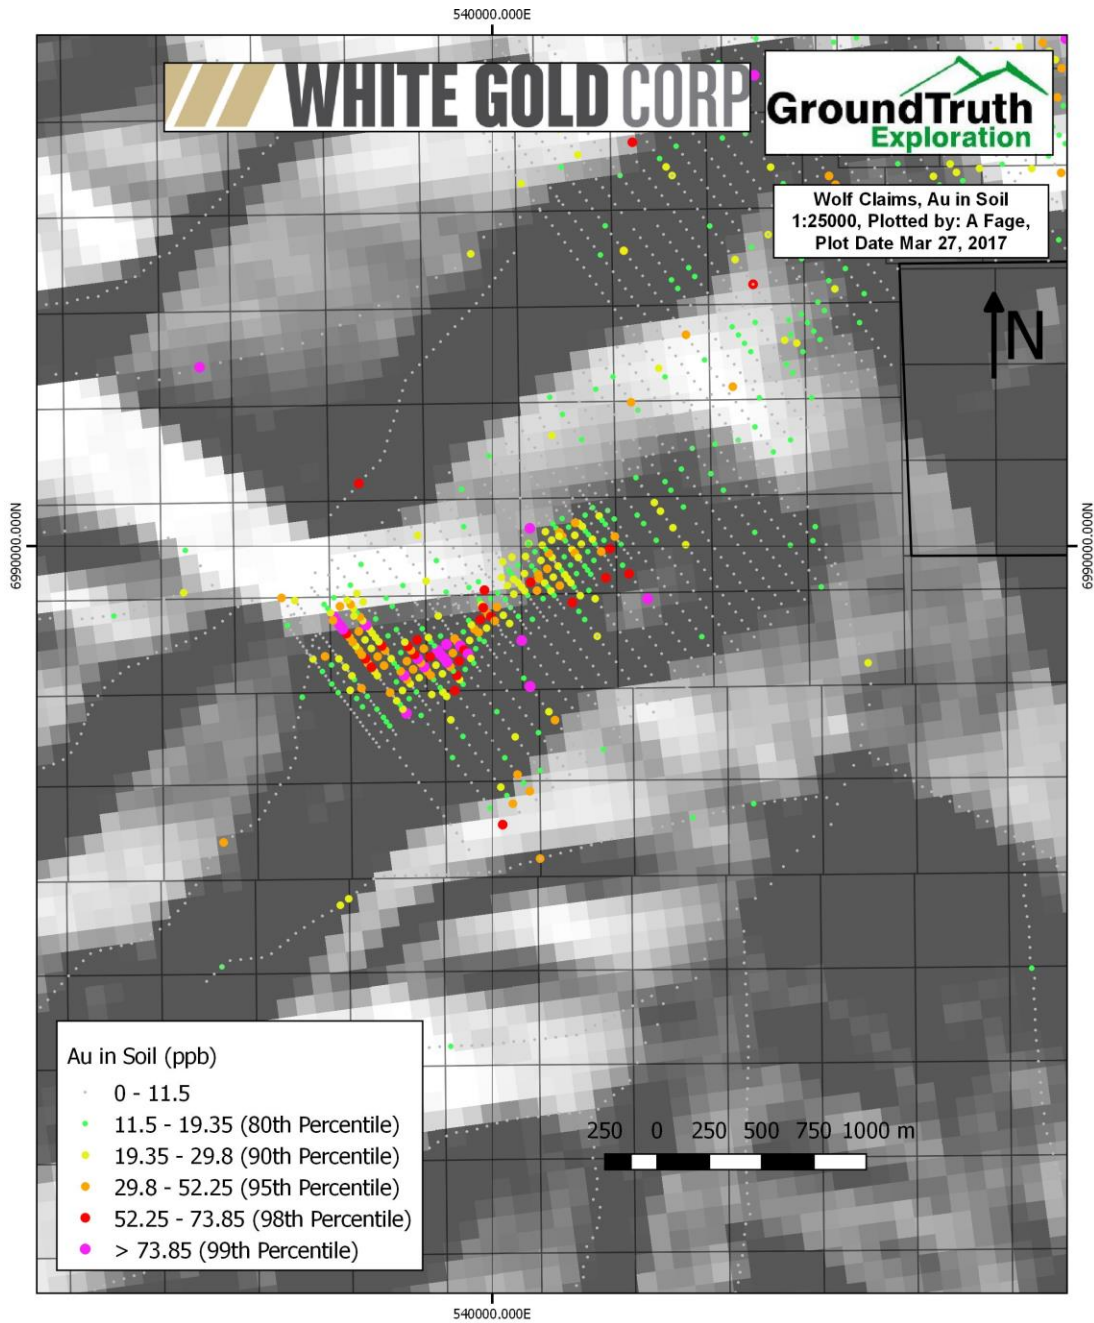 540000.000E
WHITE GOLD CORP
GroundTruth
Exploration
Wolf Claims, Au in Soil
1:25000, Plotted by: A Fage,
Plot Date Mar 27, 2017
N
6990000.000N
6990000.000N
Au in Soil (ppb)
0 - 11.5
11.5 - 19.35 (80th Percentile)
19.35 - 29.8 (90th Percentile)
29.8 - 52.25 (95th Percentile)
52.25 - 73.85 (98th Percentile)
> 73.85 (99th Percentile)
250 0 250 500 750 1000 m
540000.000E